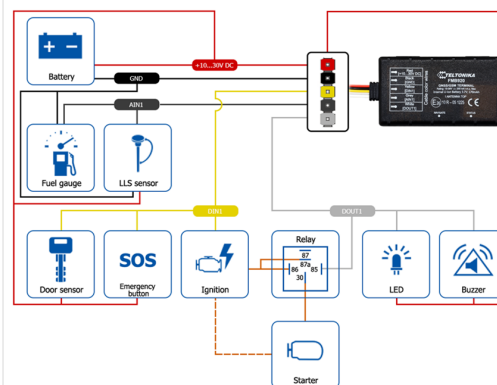 Battery
+10...30V DC
GND
AIN1
TELTONIKA
FMB920
Fuel gauge
LLS sensor
DIN1
DOUT1
Door sensor
SOS
Emergency
button
Ignition
Relay
87
87a
86
85
30
LED
Buzzer
Starter